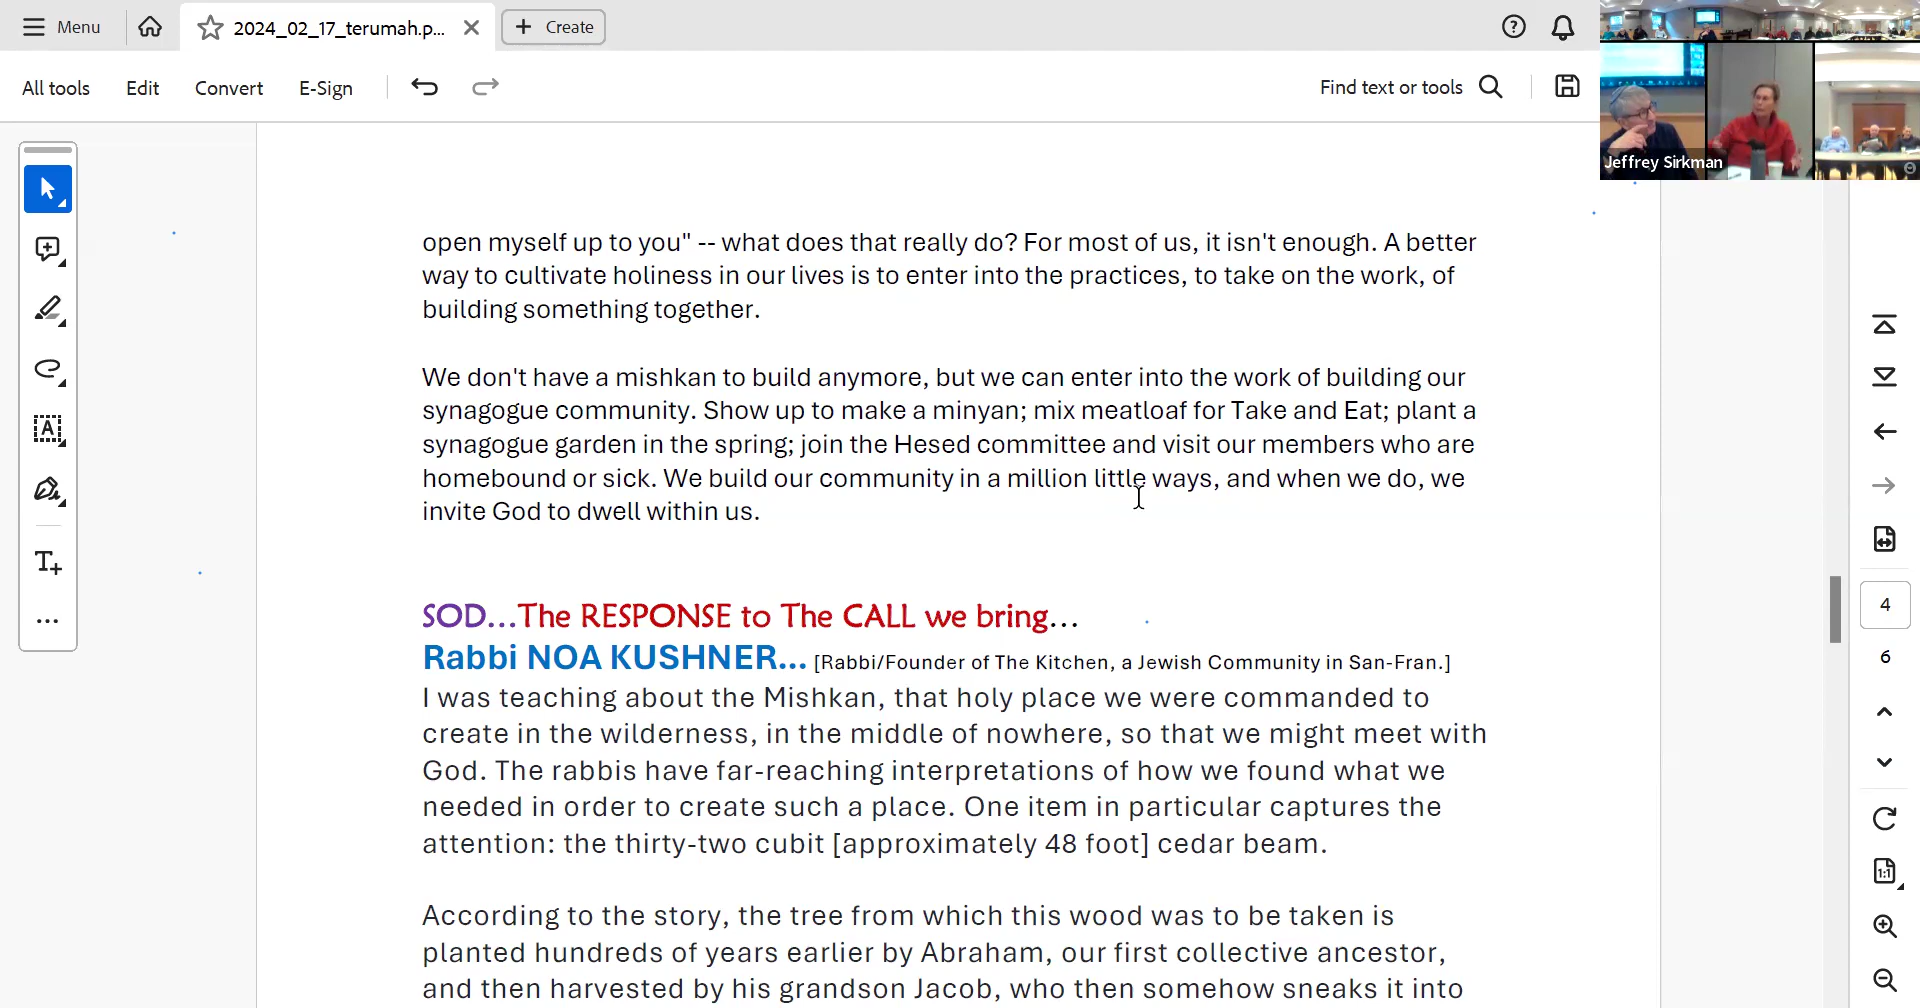 Menu
2024_02_17_terumah.p...
Create
All tools
Edit
Convert
E-Sign
Find text or tools
Jeffrey Sirkman
open myself up to you" -- what does that really do? For most of us, it isn't enough. A better
way to cultivate holiness in our lives is to enter into the practices, to take on the work, of
building something together.
We don't have a mishkan to build anymore, but we can enter into the work of building our
synagogue community. Show up to make a minyan; mix meatloaf for Take and Eat; plant a
synagogue garden in the spring; join the Hesed committee and visit our members who are
homebound or sick. We build our community in a million little ways, and when we do, we
invite God to dwell within us.
SOD...The RESPONSE to The CALL we bring...
Rabbi NOA KUSHNER... [Rabbi/Founder of The Kitchen, a Jewish Community in San-Fran.]
I was teaching about the Mishkan, that holy place we were commanded to
create in the wilderness, in the middle of nowhere, so that we might meet with
God. The rabbis have far-reaching interpretations of how we found what we
needed in order to create such a place. One item in particular captures the
attention: the thirty-two cubit [approximately 48 foot] cedar beam.
According to the story, the tree from which this wood was to be taken is
planted hundreds of years earlier by Abraham, our first collective ancestor,
and then harvested by his grandson Jacob, who then somehow sneaks it into
4
6
1:1